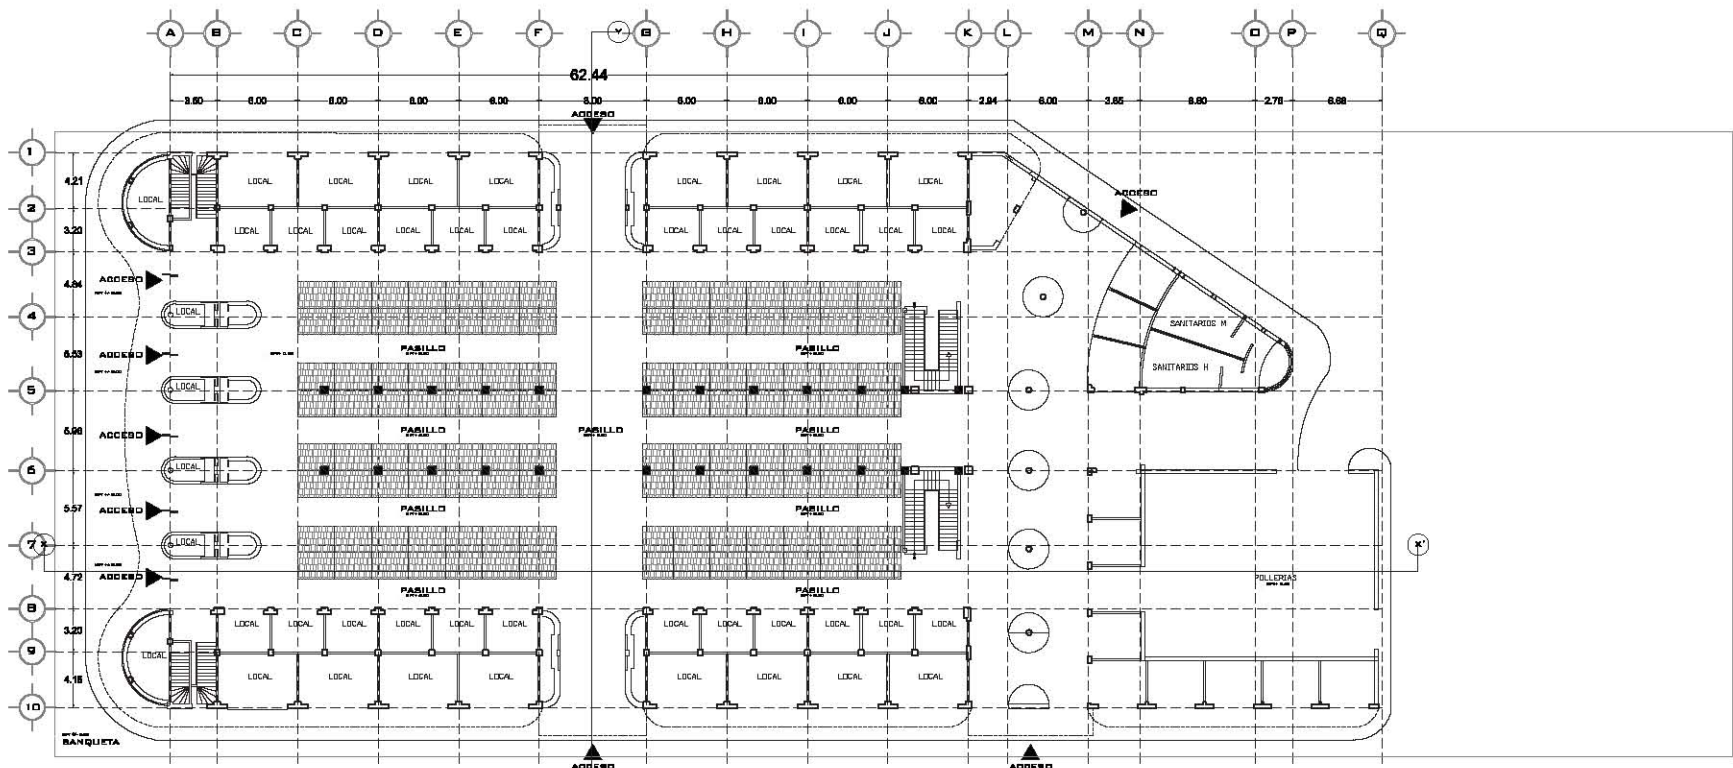 A B C D E F Y G H I J K L M N O P Q
62.44
3.50 6.00 6.00 6.00 6.00 8.00 6.00 6.00 6.00 6.00 2.94 6.00 3.85 8.60 2.76 6.68
ACCESO
1
4.21
LOCAL LOCAL LOCAL LOCAL LOCAL LOCAL LOCAL LOCAL
LOCAL
ACCESO
2
3.20
LOCAL LOCAL LOCAL LOCAL LOCAL LOCAL LOCAL LOCAL LOCAL LOCAL LOCAL LOCAL
3
ACCESO
4.84
LOCAL
4
SANITARIOS M
5.53
ACCESO
PASILLO PASILLO
SANITARIOS H
LOCAL
5
5.98
ACCESO
PASILLO PASILLO PASILLO
LOCAL
6
5.57
ACCESO
PASILLO PASILLO
LOCAL
7 X X'
4.72
ACCESO
POLLERIAS
PASILLO PASILLO
8
3.20
LOCAL LOCAL LOCAL LOCAL LOCAL LOCAL LOCAL LOCAL LOCAL LOCAL LOCAL LOCAL
9
LOCAL
4.15
LOCAL LOCAL LOCAL LOCAL LOCAL LOCAL LOCAL LOCAL
10
BANQUETA
ACCESO ACCESO